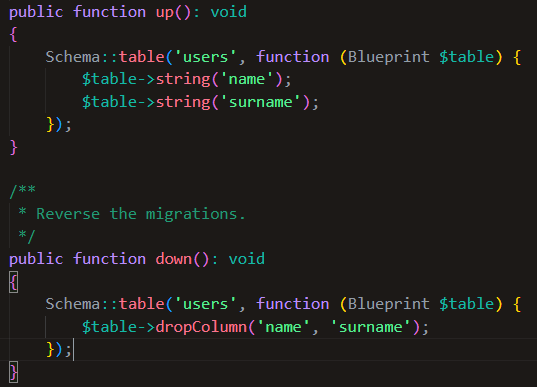 public function up(): void
{
    Schema::table('users', function (Blueprint $table) {
        $table->string('name');
        $table->string('surname');
    });
}

/**
 * Reverse the migrations.
 */
public function down(): void
{
    Schema::table('users', function (Blueprint $table) {
        $table->dropColumn('name', 'surname');
    });
}